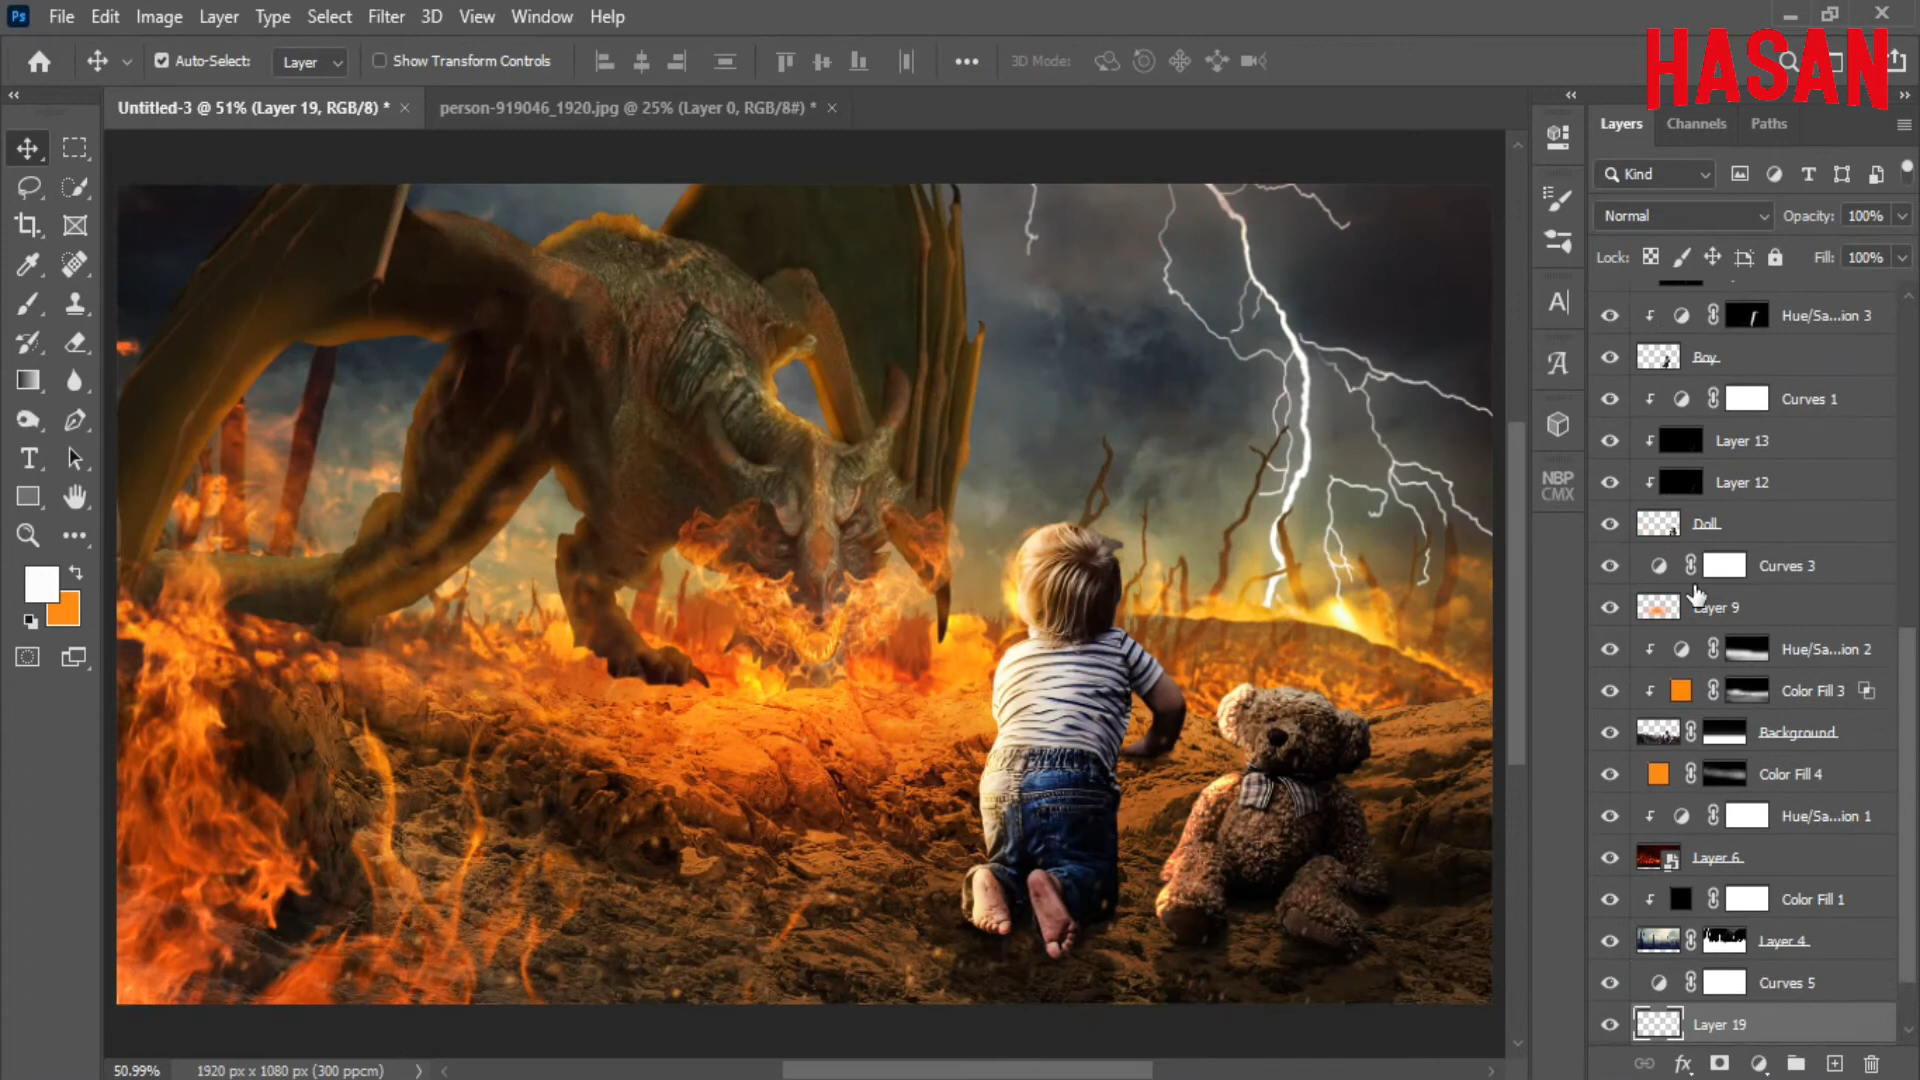 Ps File Edit Image Layer Type Select Filter 3D View Window Help
Auto-Select: Layer Show Transform Controls 3D Mode:
HASAN
Untitled-3 @ 51% (Layer 19, RGB/8) * person-919046_1920.jpg @ 25% (Layer 0, RGB/8#) *
Layers Channels Paths
Kind
Normal Opacity: 100%
Lock: Fill: 100%
Hue/Sa...ion 3
Boy
Curves 1
Layer 13
Layer 12
NBP
CMX
Doll
Curves 3
Layer 9
Hue/Sa...ion 2
Color Fill 3
Background
Color Fill 4
Hue/Sa...ion 1
Layer 6
Color Fill 1
Layer 4
Curves 5
Layer 19
50.99% 1920 px x 1080 px (300 ppcm)